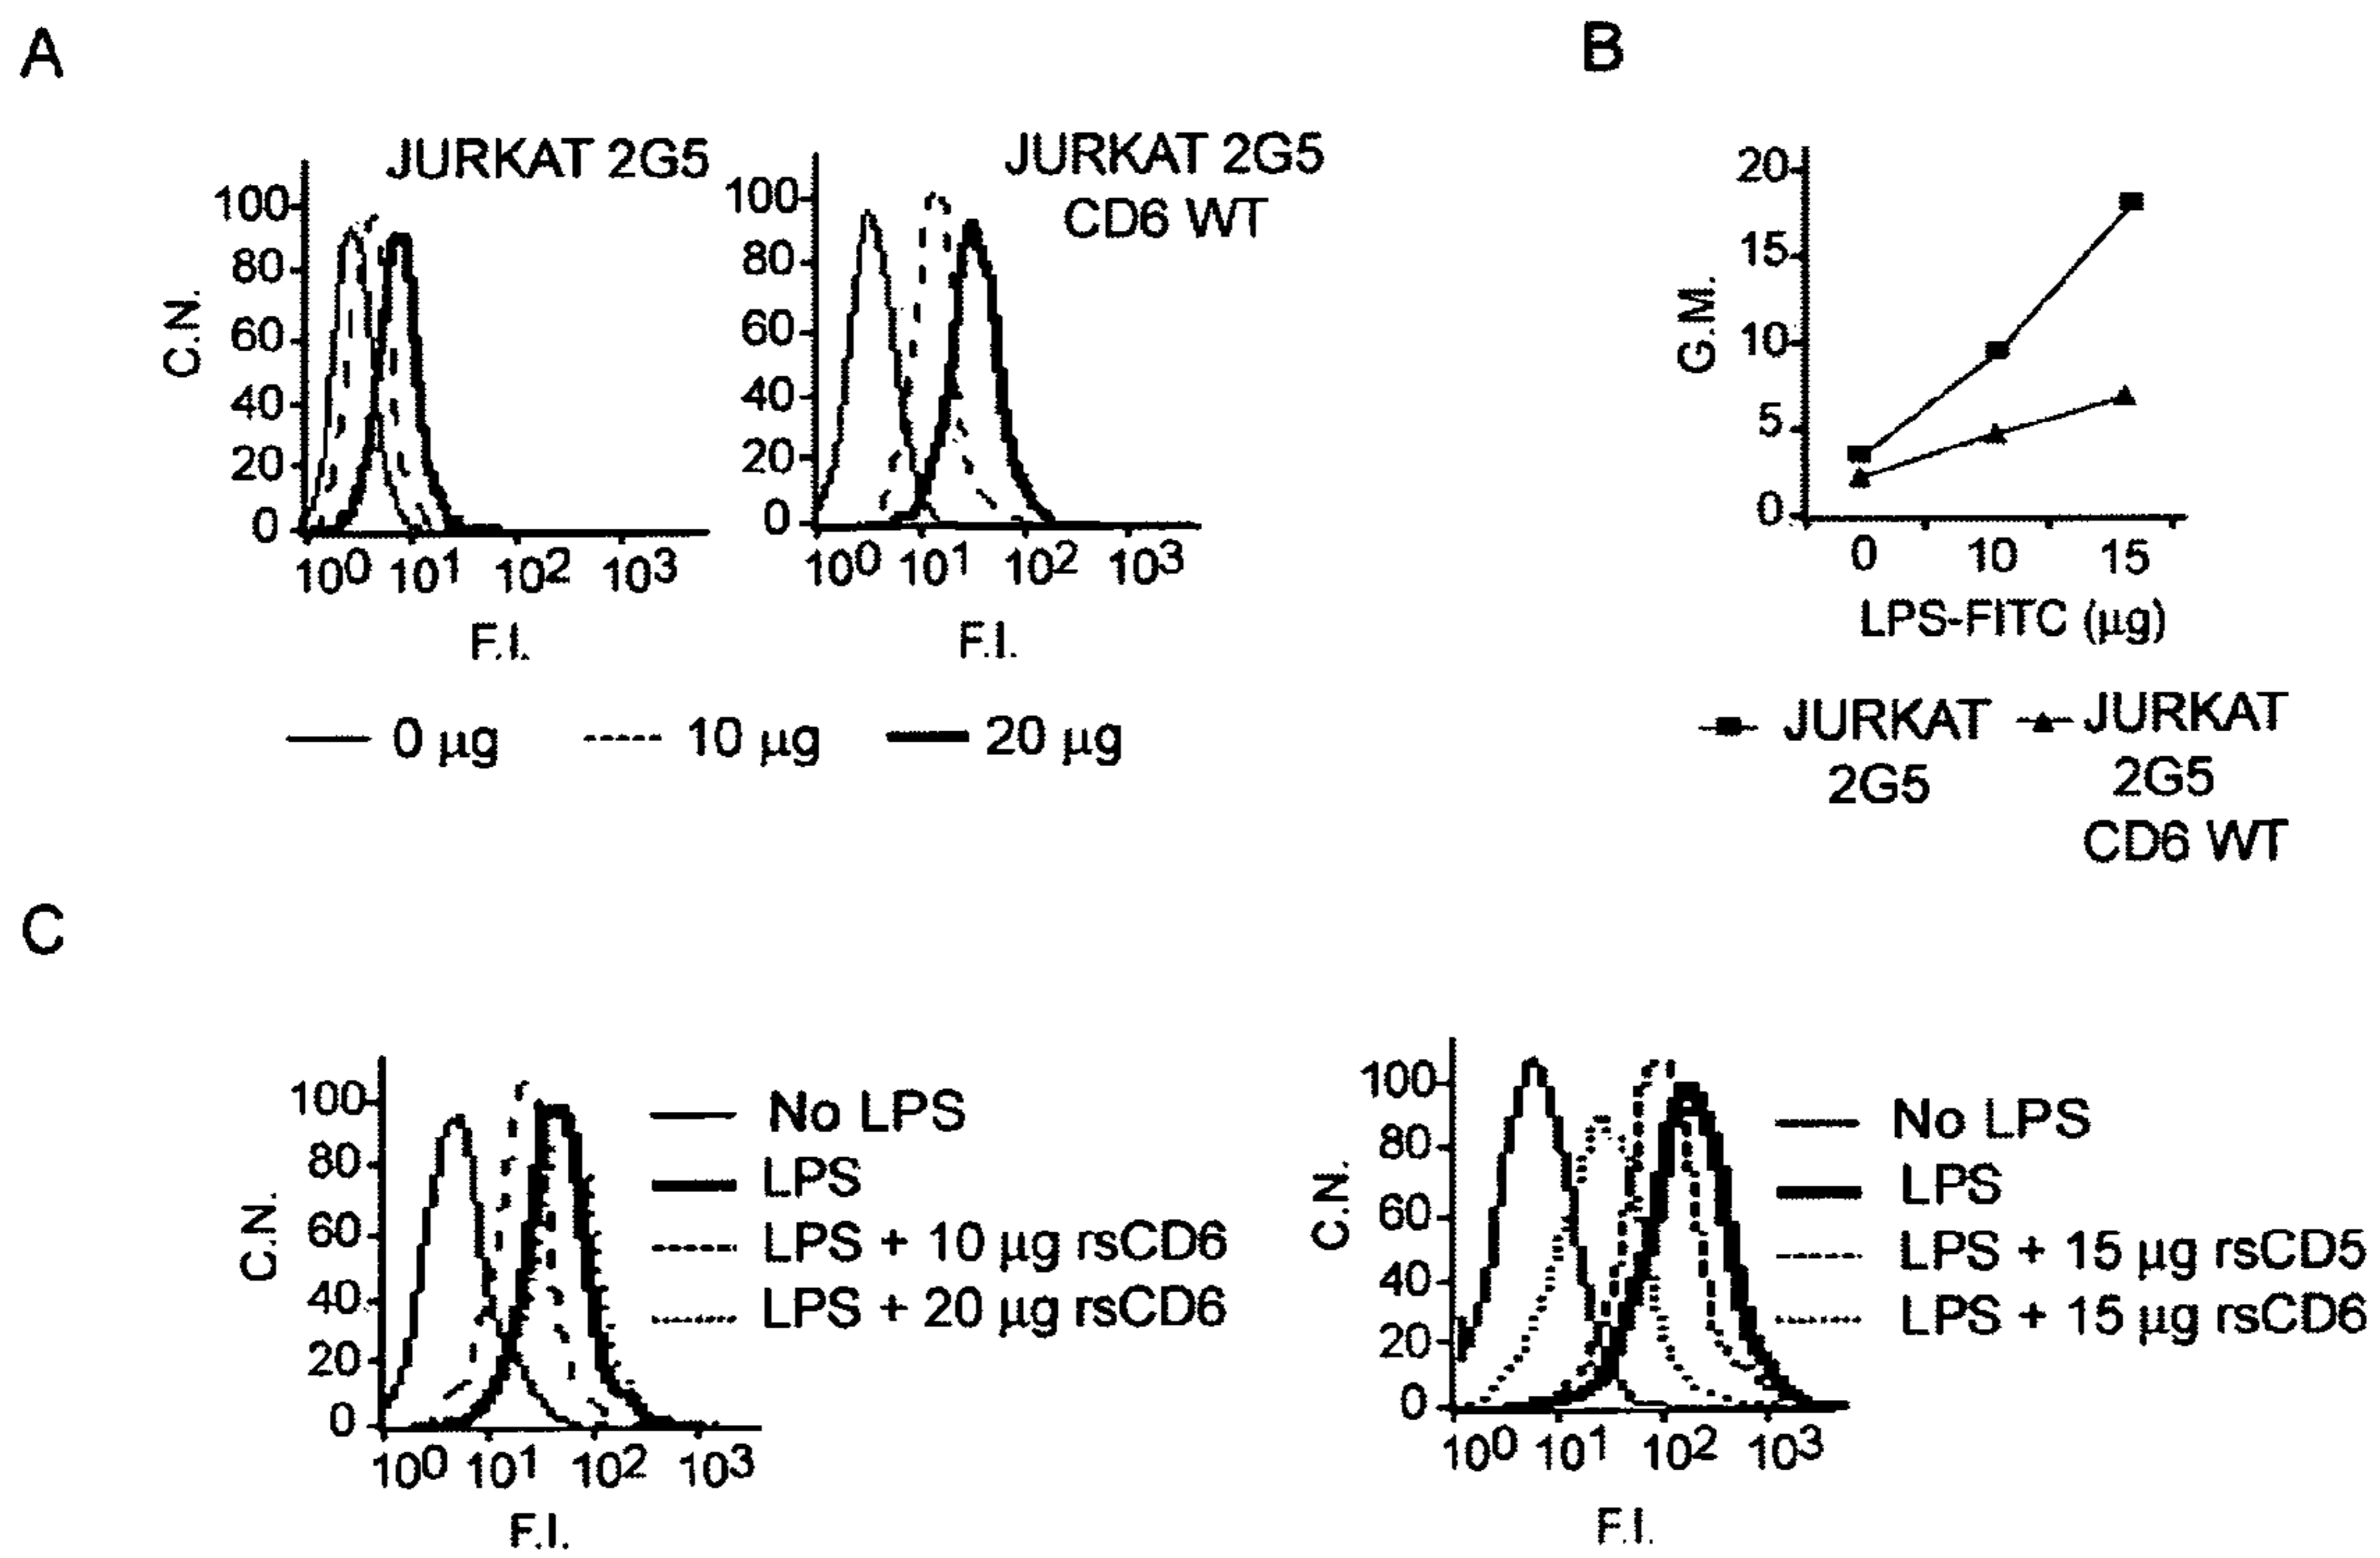 A
JURKAT 2G5
100
80
60
40
20
0
C.N.
10⁰ 10¹ 10² 10³
F.I.
JURKAT 2G5
CD6 WT
100
80
60
40
20
0
10⁰ 10¹ 10² 10³
F.I.
0 µg 10 µg 20 µg
B
20
15
10
5
0
G.M.
0 10 15
LPS-FITC (µg)
JURKAT
2G5
JURKAT
2G5
CD6 WT
C
100
80
60
40
20
0
C.N.
10⁰ 10¹ 10² 10³
F.I.
No LPS
LPS
LPS + 10 µg rsCD6
LPS + 20 µg rsCD6
100
80
60
40
20
0
C.N.
10⁰ 10¹ 10² 10³
F.I.
No LPS
LPS
LPS + 15 µg rsCD5
LPS + 15 µg rsCD6